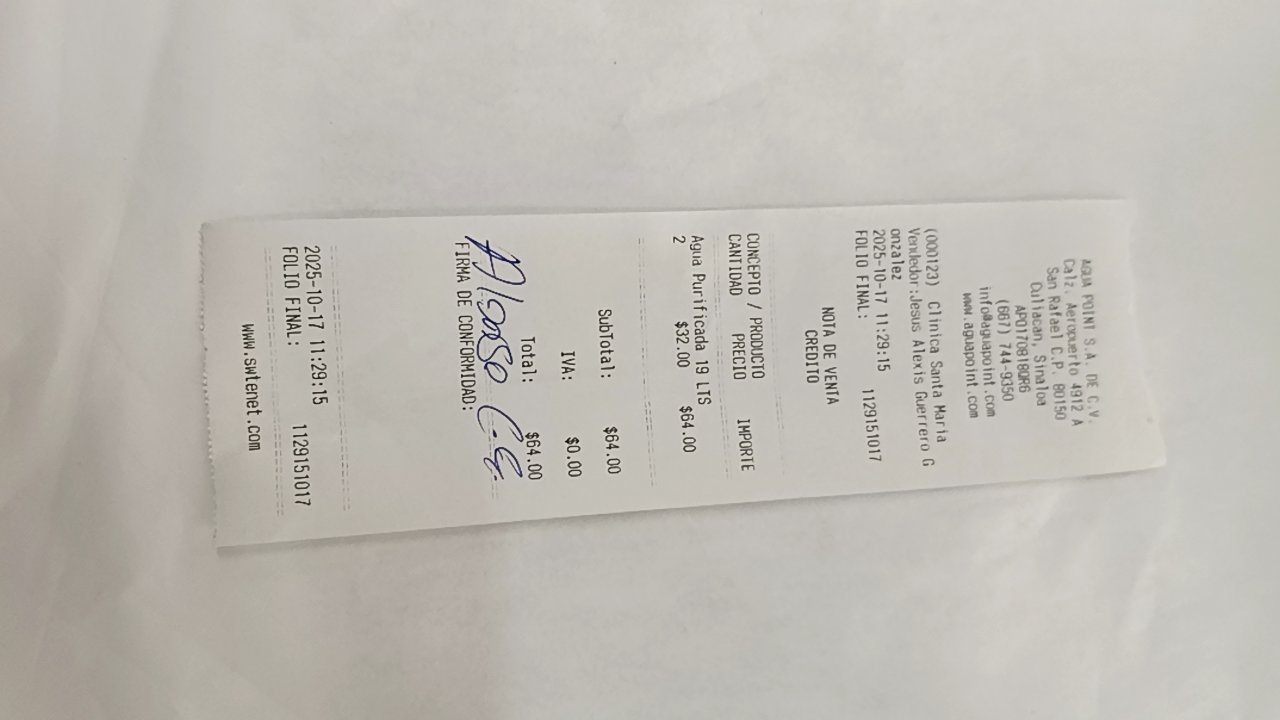 AGUA POINT S.A. DE C.V.
Calz. Aeropuerto 4912 A
San Rafael C.P. 80150
Culiacan, Sinaloa
APO170818QR6
(667) 744-9350
info@aguapoint.com
www.aguapoint.com
(000123) Clinica Santa Maria
Vendedor:Jesus Alexis Guerrero G
onzalez
2025-10-17 11:29:15
FOLIO FINAL: 1129151017
NOTA DE VENTA
CREDITO
CONCEPTO / PRODUCTO
CANTIDAD PRECIO IMPORTE
Agua Purificada 19 LTS
2 $32.00 $64.00
SubTotal: $64.00
IVA: $0.00
Total: $64.00
FIRMA DE CONFORMIDAD:
2025-10-17 11:29:15
FOLIO FINAL: 1129151017
www.swtenet.com